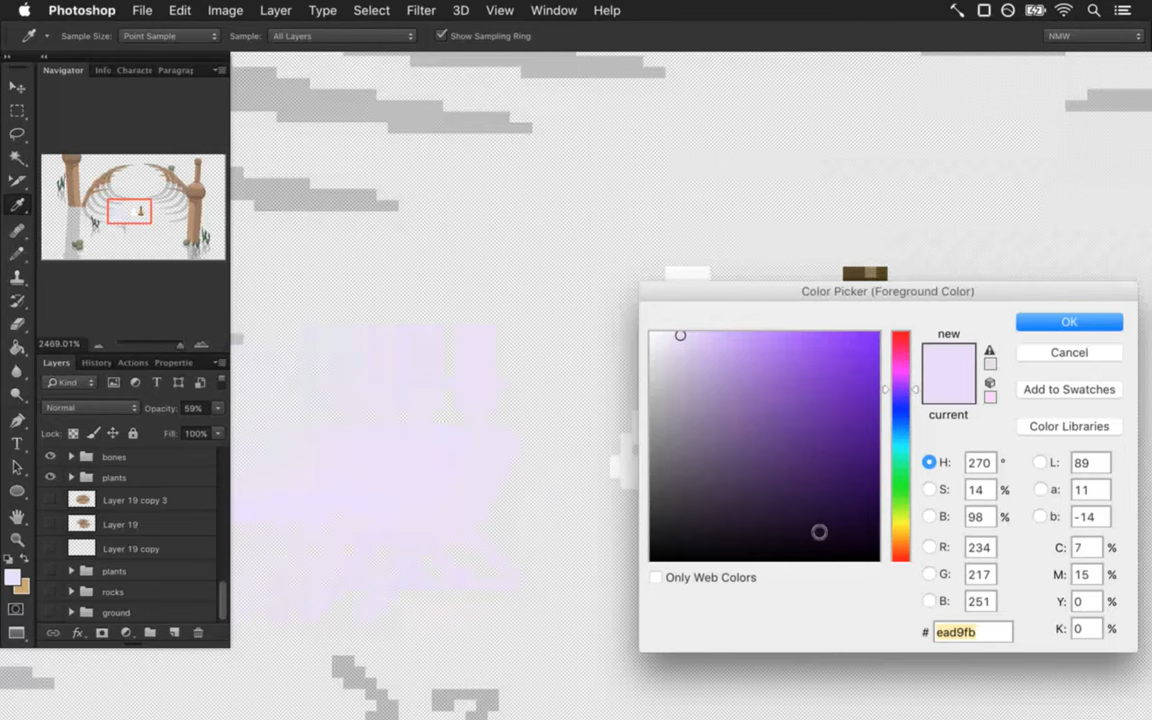 Photoshop File Edit Image Layer Type Select Filter 3D View Window Help
Sample Size: Point Sample Sample: All Layers Show Sampling Ring NMW
Navigator Info Characte Paragrap
2469.01%
Layers History Actions Propertie
Kind
Normal Opacity: 59%
Lock: Fill: 100%
bones
plants
Layer 19 copy 3
Layer 19
Layer 19 copy
plants
rocks
ground
fx
Color Picker (Foreground Color)
new
current
OK
Cancel
Add to Swatches
Color Libraries
H: 270 ° L: 89
S: 14 % a: 11
B: 98 % b: -14
R: 234 C: 7 %
G: 217 M: 15 %
B: 251 Y: 0 %
# ead9fb K: 0 %
Only Web Colors